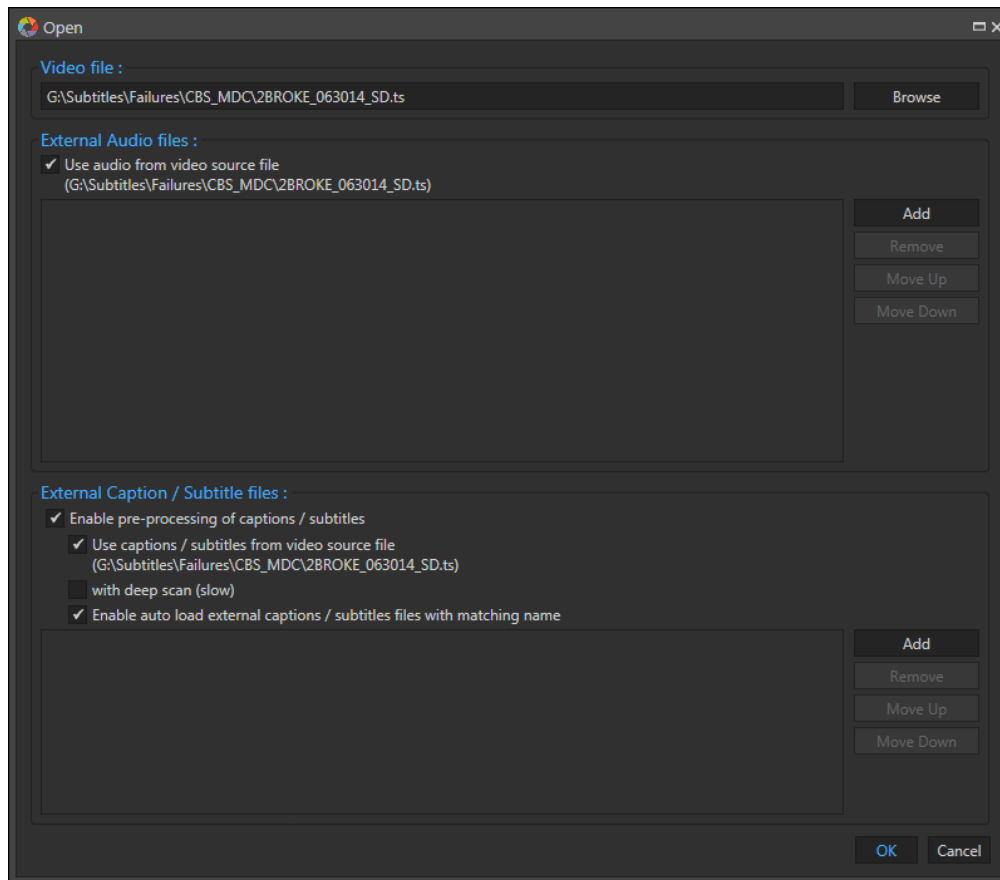 Open
Video file :
G:\Subtitles\Failures\CBS_MDC\2BROKE_063014_SD.ts
Browse
External Audio files :
Use audio from video source file
(G:\Subtitles\Failures\CBS_MDC\2BROKE_063014_SD.ts)
Add
Remove
Move Up
Move Down
External Caption / Subtitle files :
Enable pre-processing of captions / subtitles
Use captions / subtitles from video source file
(G:\Subtitles\Failures\CBS_MDC\2BROKE_063014_SD.ts)
with deep scan (slow)
Enable auto load external captions / subtitles files with matching name
Add
Remove
Move Up
Move Down
OK
Cancel